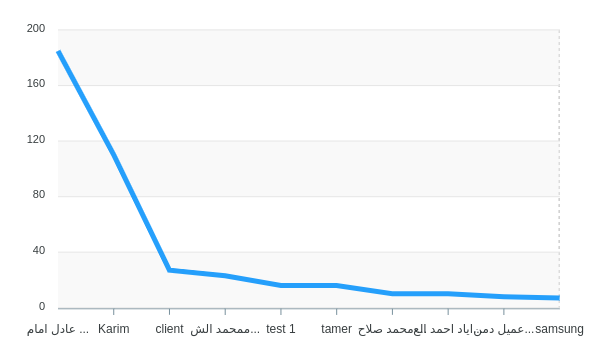 200
160
120
80
40
0
عادل امام ...
Karim
client
ممحمد الش...
test 1
tamer
محمد صلاح
اياد احمد الع
عميل دمن...
samsung